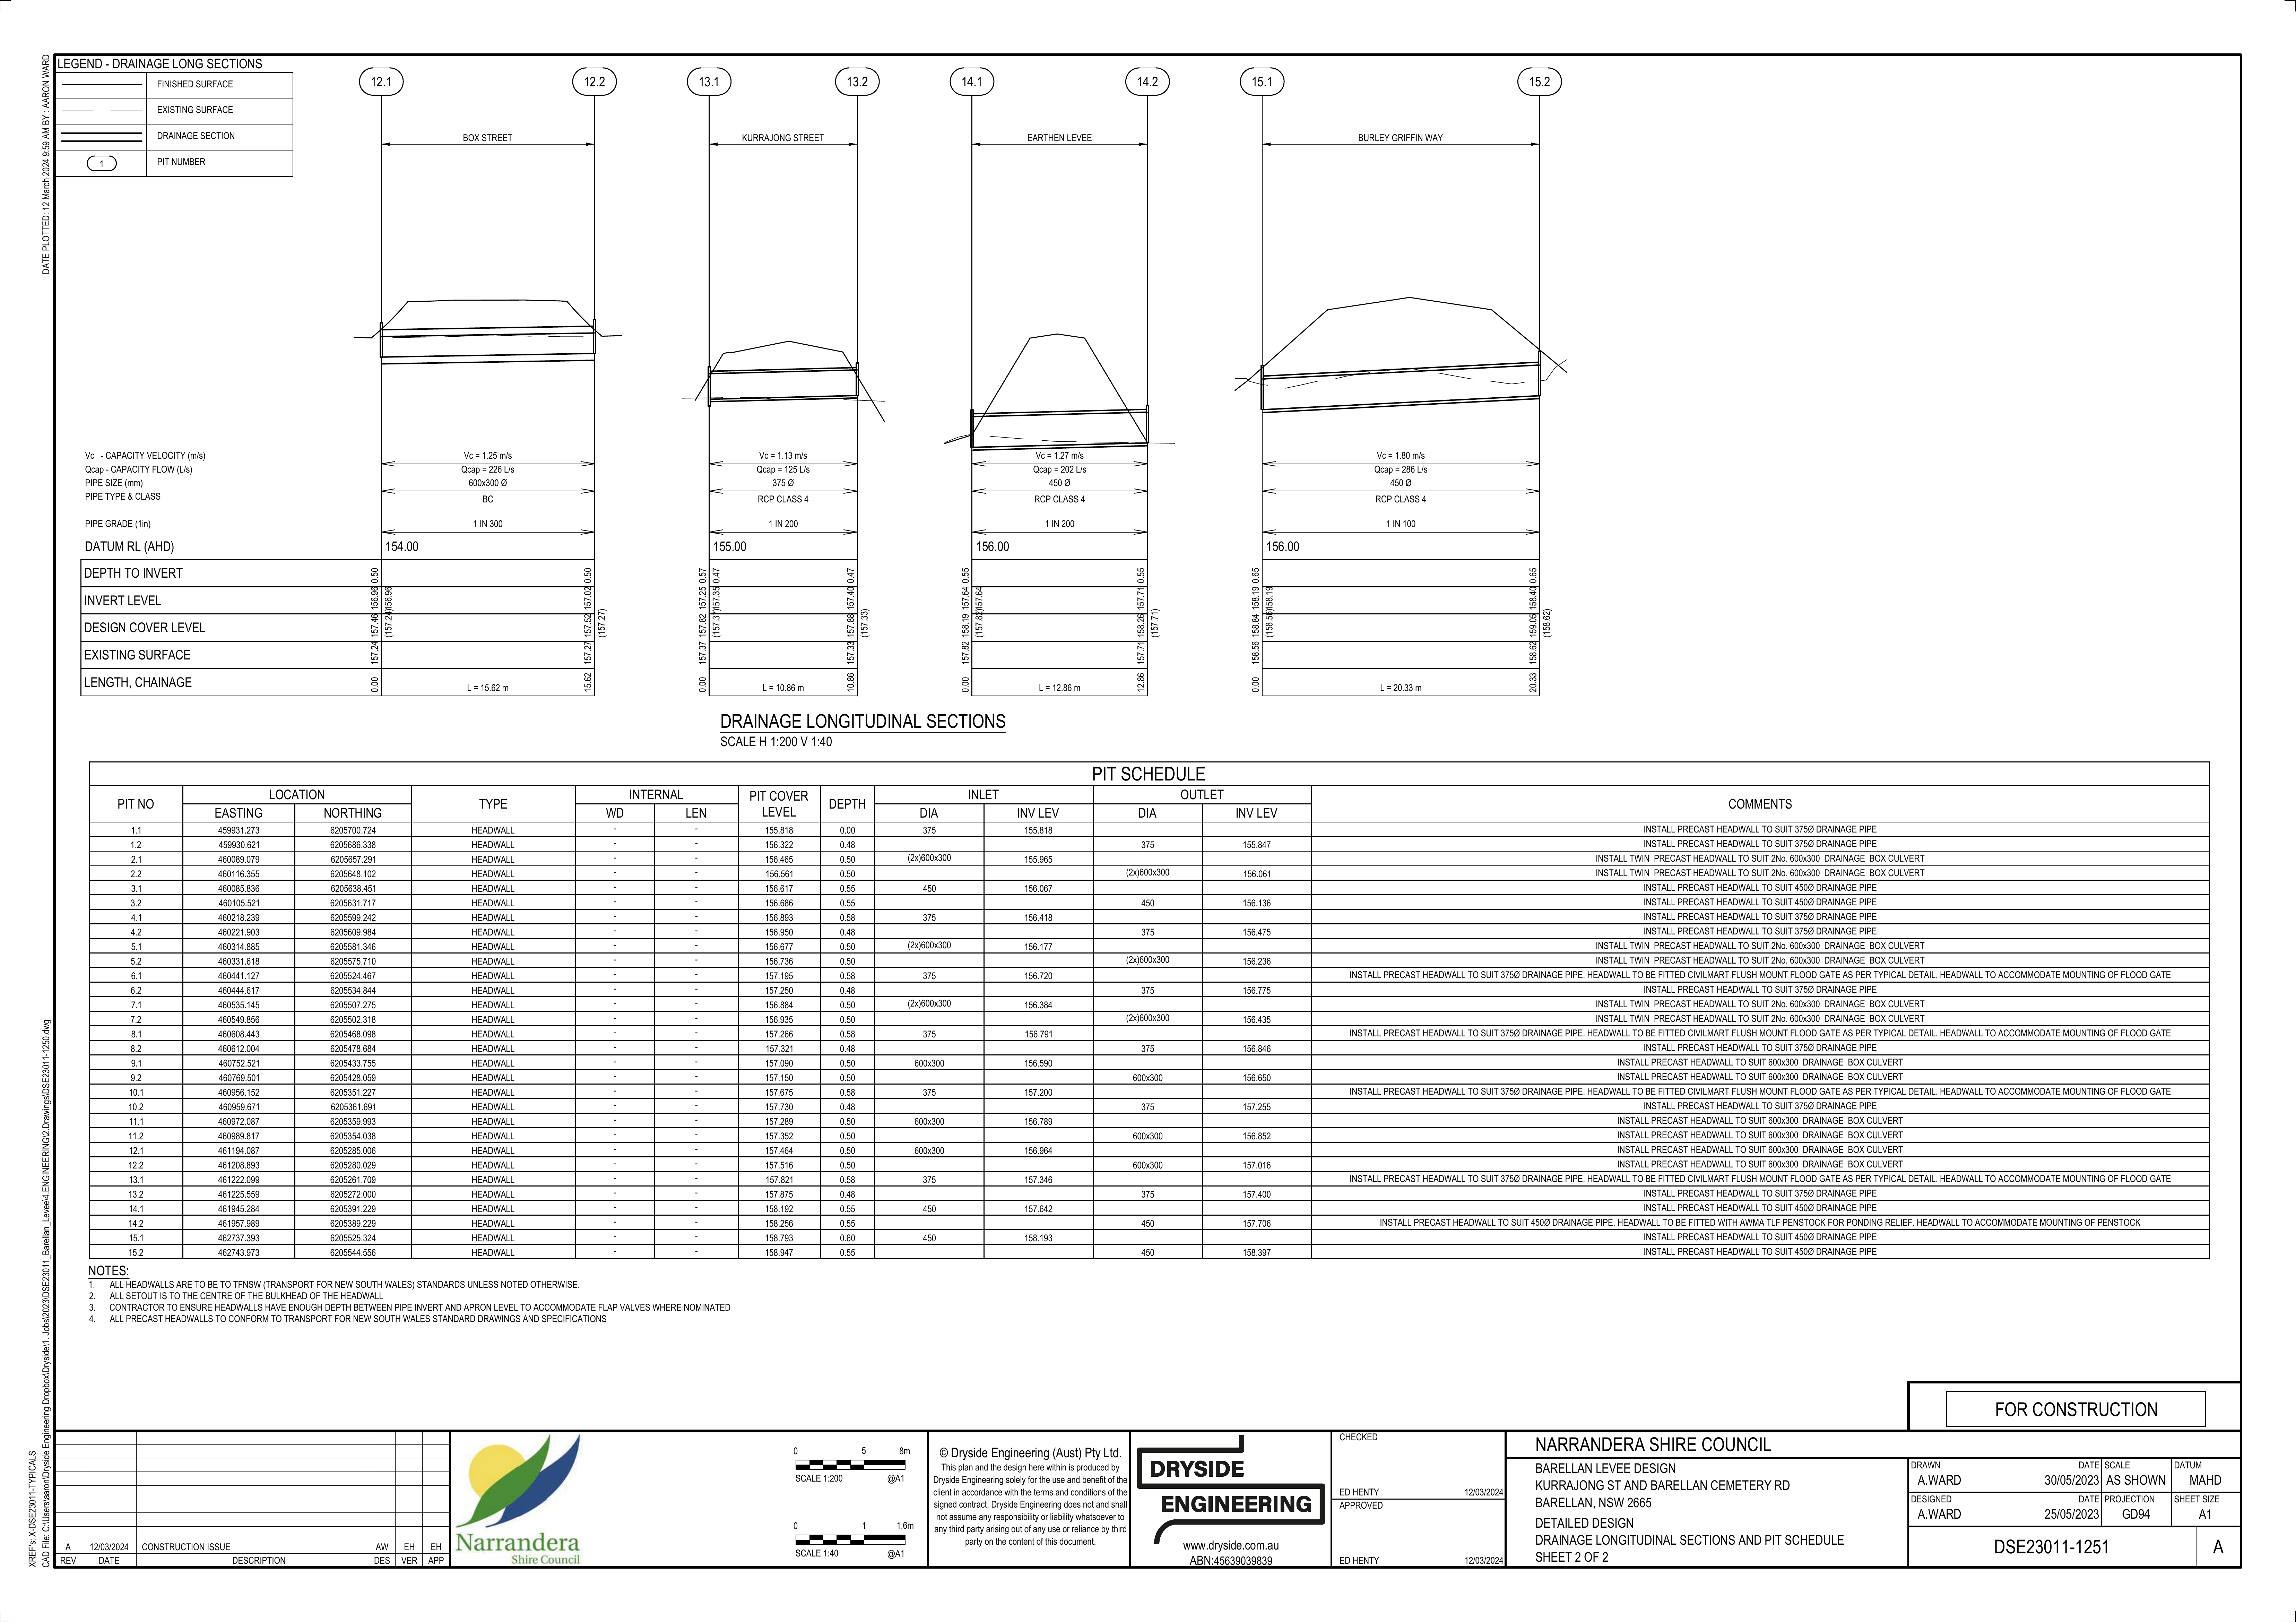 DATE PLOTTED: 12 March 2024 9:59 AM BY : AARON WARD
CAD File: C:\Users\aaron\Dryside Engineering Dropbox\Dryside\1. Jobs\2023\DSE23011_Barellan_Levee\4.ENGINEERING\2.Drawings\DSE23011-1250.dwg
XREF's: X-DSE23011-TYPICALS
LEGEND - DRAINAGE LONG SECTIONS
FINISHED SURFACE
EXISTING SURFACE
DRAINAGE SECTION
1 PIT NUMBER
12.1 12.2 13.1 13.2 14.1 14.2 15.1 15.2
BOX STREET KURRAJONG STREET EARTHEN LEVEE BURLEY GRIFFIN WAY
Vc - CAPACITY VELOCITY (m/s) Vc = 1.25 m/s Vc = 1.13 m/s Vc = 1.27 m/s Vc = 1.80 m/s
Qcap - CAPACITY FLOW (L/s) Qcap = 226 L/s Qcap = 125 L/s Qcap = 202 L/s Qcap = 286 L/s
PIPE SIZE (mm) 600x300 Ø 375 Ø 450 Ø 450 Ø
PIPE TYPE & CLASS BC RCP CLASS 4 RCP CLASS 4 RCP CLASS 4
PIPE GRADE (1in) 1 IN 300 1 IN 200 1 IN 200 1 IN 100
DATUM RL (AHD) 154.00 155.00 156.00 156.00
DEPTH TO INVERT 0.50 0.50 0.57 0.47 0.47 0.55 0.55 0.65 0.65
INVERT LEVEL 156.96 156.96 157.02 157.25 157.35 157.40 157.64 157.64 157.71 158.19 158.19 158.40
DESIGN COVER LEVEL 157.46 (157.24) 157.52 (157.27) 157.82 (157.37) 157.88 (157.33) 158.19 (157.82) 158.26 (157.71) 158.84 (158.56) 159.05 (158.62)
EXISTING SURFACE 157.24 157.27 157.37 157.33 157.82 157.71 158.56 158.62
LENGTH, CHAINAGE 0.00 L = 15.62 m 15.62 0.00 L = 10.86 m 10.86 0.00 L = 12.86 m 12.86 0.00 L = 20.33 m 20.33
DRAINAGE LONGITUDINAL SECTIONS
SCALE H 1:200 V 1:40
PIT SCHEDULE
PIT NO LOCATION TYPE INTERNAL PIT COVER LEVEL DEPTH INLET OUTLET COMMENTS
EASTING NORTHING WD LEN DIA INV LEV DIA INV LEV
1.1 459931.273 6205700.724 HEADWALL - - 155.818 0.00 375 155.818 INSTALL PRECAST HEADWALL TO SUIT 375Ø DRAINAGE PIPE
1.2 459930.621 6205686.338 HEADWALL - - 156.322 0.48 375 155.847 INSTALL PRECAST HEADWALL TO SUIT 375Ø DRAINAGE PIPE
2.1 460089.079 6205657.291 HEADWALL - - 156.465 0.50 (2x)600x300 155.965 INSTALL TWIN PRECAST HEADWALL TO SUIT 2No. 600x300 DRAINAGE BOX CULVERT
2.2 460116.355 6205648.102 HEADWALL - - 156.561 0.50 (2x)600x300 156.061 INSTALL TWIN PRECAST HEADWALL TO SUIT 2No. 600x300 DRAINAGE BOX CULVERT
3.1 460085.836 6205638.451 HEADWALL - - 156.617 0.55 450 156.067 INSTALL PRECAST HEADWALL TO SUIT 450Ø DRAINAGE PIPE
3.2 460105.521 6205631.717 HEADWALL - - 156.686 0.55 450 156.136 INSTALL PRECAST HEADWALL TO SUIT 450Ø DRAINAGE PIPE
4.1 460218.239 6205599.242 HEADWALL - - 156.893 0.58 375 156.418 INSTALL PRECAST HEADWALL TO SUIT 375Ø DRAINAGE PIPE
4.2 460221.903 6205609.984 HEADWALL - - 156.950 0.48 375 156.475 INSTALL PRECAST HEADWALL TO SUIT 375Ø DRAINAGE PIPE
5.1 460314.885 6205581.346 HEADWALL - - 156.677 0.50 (2x)600x300 156.177 INSTALL TWIN PRECAST HEADWALL TO SUIT 2No. 600x300 DRAINAGE BOX CULVERT
5.2 460331.618 6205575.710 HEADWALL - - 156.736 0.50 (2x)600x300 156.236 INSTALL TWIN PRECAST HEADWALL TO SUIT 2No. 600x300 DRAINAGE BOX CULVERT
6.1 460441.127 6205524.467 HEADWALL - - 157.195 0.58 375 156.720 INSTALL PRECAST HEADWALL TO SUIT 375Ø DRAINAGE PIPE. HEADWALL TO BE FITTED CIVILMART FLUSH MOUNT FLOOD GATE AS PER TYPICAL DETAIL. HEADWALL TO ACCOMMODATE MOUNTING OF FLOOD GATE
6.2 460444.617 6205534.844 HEADWALL - - 157.250 0.48 375 156.775 INSTALL PRECAST HEADWALL TO SUIT 375Ø DRAINAGE PIPE
7.1 460535.145 6205507.275 HEADWALL - - 156.884 0.50 (2x)600x300 156.384 INSTALL TWIN PRECAST HEADWALL TO SUIT 2No. 600x300 DRAINAGE BOX CULVERT
7.2 460549.856 6205502.318 HEADWALL - - 156.935 0.50 (2x)600x300 156.435 INSTALL TWIN PRECAST HEADWALL TO SUIT 2No. 600x300 DRAINAGE BOX CULVERT
8.1 460608.443 6205468.098 HEADWALL - - 157.266 0.58 375 156.791 INSTALL PRECAST HEADWALL TO SUIT 375Ø DRAINAGE PIPE. HEADWALL TO BE FITTED CIVILMART FLUSH MOUNT FLOOD GATE AS PER TYPICAL DETAIL. HEADWALL TO ACCOMMODATE MOUNTING OF FLOOD GATE
8.2 460612.004 6205478.684 HEADWALL - - 157.321 0.48 375 156.846 INSTALL PRECAST HEADWALL TO SUIT 375Ø DRAINAGE PIPE
9.1 460752.521 6205433.755 HEADWALL - - 157.090 0.50 600x300 156.590 INSTALL PRECAST HEADWALL TO SUIT 600x300 DRAINAGE BOX CULVERT
9.2 460769.501 6205428.059 HEADWALL - - 157.150 0.50 600x300 156.650 INSTALL PRECAST HEADWALL TO SUIT 600x300 DRAINAGE BOX CULVERT
10.1 460956.152 6205351.227 HEADWALL - - 157.675 0.58 375 157.200 INSTALL PRECAST HEADWALL TO SUIT 375Ø DRAINAGE PIPE. HEADWALL TO BE FITTED CIVILMART FLUSH MOUNT FLOOD GATE AS PER TYPICAL DETAIL. HEADWALL TO ACCOMMODATE MOUNTING OF FLOOD GATE
10.2 460959.671 6205361.691 HEADWALL - - 157.730 0.48 375 157.255 INSTALL PRECAST HEADWALL TO SUIT 375Ø DRAINAGE PIPE
11.1 460972.087 6205359.993 HEADWALL - - 157.289 0.50 600x300 156.789 INSTALL PRECAST HEADWALL TO SUIT 600x300 DRAINAGE BOX CULVERT
11.2 460989.817 6205354.038 HEADWALL - - 157.352 0.50 600x300 156.852 INSTALL PRECAST HEADWALL TO SUIT 600x300 DRAINAGE BOX CULVERT
12.1 461194.087 6205285.006 HEADWALL - - 157.464 0.50 600x300 156.964 INSTALL PRECAST HEADWALL TO SUIT 600x300 DRAINAGE BOX CULVERT
12.2 461208.893 6205280.029 HEADWALL - - 157.516 0.50 600x300 157.016 INSTALL PRECAST HEADWALL TO SUIT 600x300 DRAINAGE BOX CULVERT
13.1 461222.099 6205261.709 HEADWALL - - 157.821 0.58 375 157.346 INSTALL PRECAST HEADWALL TO SUIT 375Ø DRAINAGE PIPE. HEADWALL TO BE FITTED CIVILMART FLUSH MOUNT FLOOD GATE AS PER TYPICAL DETAIL. HEADWALL TO ACCOMMODATE MOUNTING OF FLOOD GATE
13.2 461225.559 6205272.000 HEADWALL - - 157.875 0.48 375 157.400 INSTALL PRECAST HEADWALL TO SUIT 375Ø DRAINAGE PIPE
14.1 461945.284 6205391.229 HEADWALL - - 158.192 0.55 450 157.642 INSTALL PRECAST HEADWALL TO SUIT 450Ø DRAINAGE PIPE
14.2 461957.989 6205389.229 HEADWALL - - 158.256 0.55 450 157.706 INSTALL PRECAST HEADWALL TO SUIT 450Ø DRAINAGE PIPE. HEADWALL TO BE FITTED WITH AWMA TLF PENSTOCK FOR PONDING RELIEF. HEADWALL TO ACCOMMODATE MOUNTING OF PENSTOCK
15.1 462737.393 6205525.324 HEADWALL - - 158.793 0.60 450 158.193 INSTALL PRECAST HEADWALL TO SUIT 450Ø DRAINAGE PIPE
15.2 462743.973 6205544.556 HEADWALL - - 158.947 0.55 450 158.397 INSTALL PRECAST HEADWALL TO SUIT 450Ø DRAINAGE PIPE
NOTES:
1. ALL HEADWALLS ARE TO BE TO TFNSW (TRANSPORT FOR NEW SOUTH WALES) STANDARDS UNLESS NOTED OTHERWISE.
2. ALL SETOUT IS TO THE CENTRE OF THE BULKHEAD OF THE HEADWALL
3. CONTRACTOR TO ENSURE HEADWALLS HAVE ENOUGH DEPTH BETWEEN PIPE INVERT AND APRON LEVEL TO ACCOMMODATE FLAP VALVES WHERE NOMINATED
4. ALL PRECAST HEADWALLS TO CONFORM TO TRANSPORT FOR NEW SOUTH WALES STANDARD DRAWINGS AND SPECIFICATIONS
FOR CONSTRUCTION
A 12/03/2024 CONSTRUCTION ISSUE AW EH EH
REV DATE DESCRIPTION DES VER APP
Narrandera
Shire Council
0 5 8m
SCALE 1:200 @A1
0 1 1.6m
SCALE 1:40 @A1
© Dryside Engineering (Aust) Pty Ltd.
This plan and the design here within is produced by
Dryside Engineering solely for the use and benefit of the
client in accordance with the terms and conditions of the
signed contract. Dryside Engineering does not and shall
not assume any responsibility or liability whatsoever to
any third party arising out of any use or reliance by third
party on the content of this document.
DRYSIDE
ENGINEERING
www.dryside.com.au
ABN:45639039839
CHECKED
ED HENTY 12/03/2024
APPROVED
ED HENTY 12/03/2024
NARRANDERA SHIRE COUNCIL
BARELLAN LEVEE DESIGN
KURRAJONG ST AND BARELLAN CEMETERY RD
BARELLAN, NSW 2665
DETAILED DESIGN
DRAINAGE LONGITUDINAL SECTIONS AND PIT SCHEDULE
SHEET 2 OF 2
DRAWN DATE SCALE DATUM
A.WARD 30/05/2023 AS SHOWN MAHD
DESIGNED DATE PROJECTION SHEET SIZE
A.WARD 25/05/2023 GD94 A1
DSE23011-1251 A